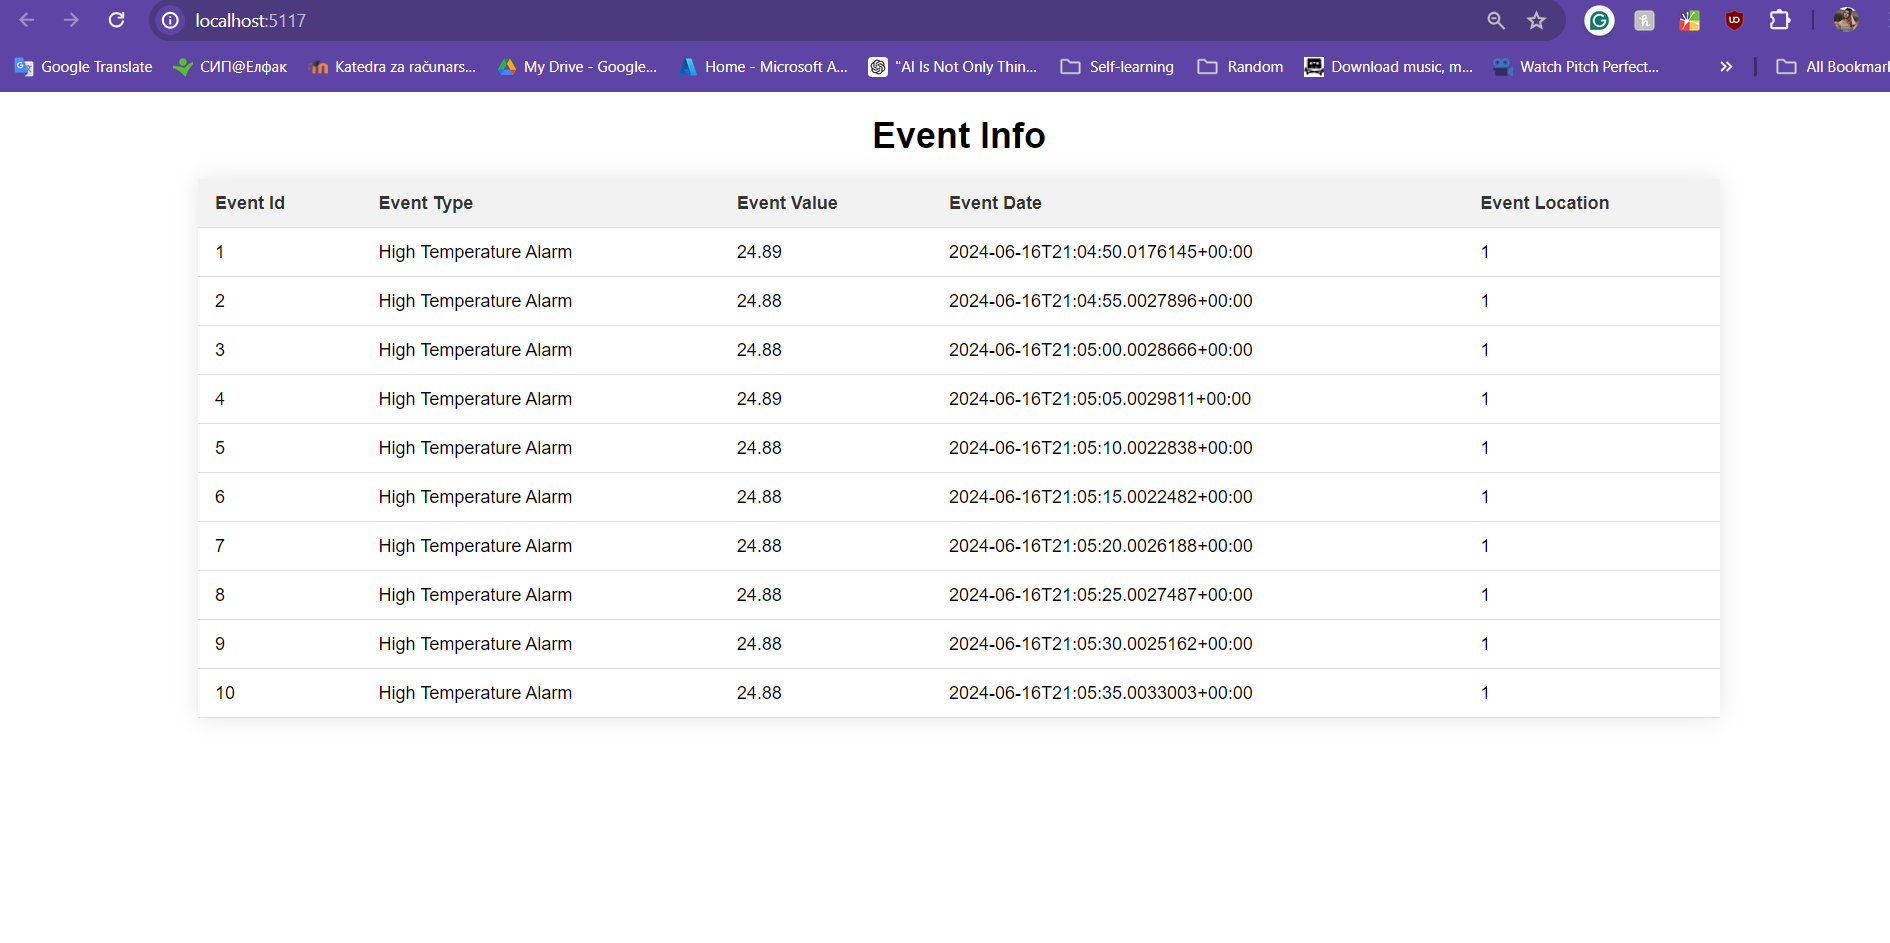 localhost:5117
Google Translate СИП@Елфак Katedra za računars... My Drive - Google... Home - Microsoft A... "AI Is Not Only Thin... Self-learning Random Download music, m... Watch Pitch Perfect... » All Bookmar
Event Info
Event Id Event Type Event Value Event Date Event Location
1 High Temperature Alarm 24.89 2024-06-16T21:04:50.0176145+00:00 1
2 High Temperature Alarm 24.88 2024-06-16T21:04:55.0027896+00:00 1
3 High Temperature Alarm 24.88 2024-06-16T21:05:00.0028666+00:00 1
4 High Temperature Alarm 24.89 2024-06-16T21:05:05.0029811+00:00 1
5 High Temperature Alarm 24.88 2024-06-16T21:05:10.0022838+00:00 1
6 High Temperature Alarm 24.88 2024-06-16T21:05:15.0022482+00:00 1
7 High Temperature Alarm 24.88 2024-06-16T21:05:20.0026188+00:00 1
8 High Temperature Alarm 24.88 2024-06-16T21:05:25.0027487+00:00 1
9 High Temperature Alarm 24.88 2024-06-16T21:05:30.0025162+00:00 1
10 High Temperature Alarm 24.88 2024-06-16T21:05:35.0033003+00:00 1